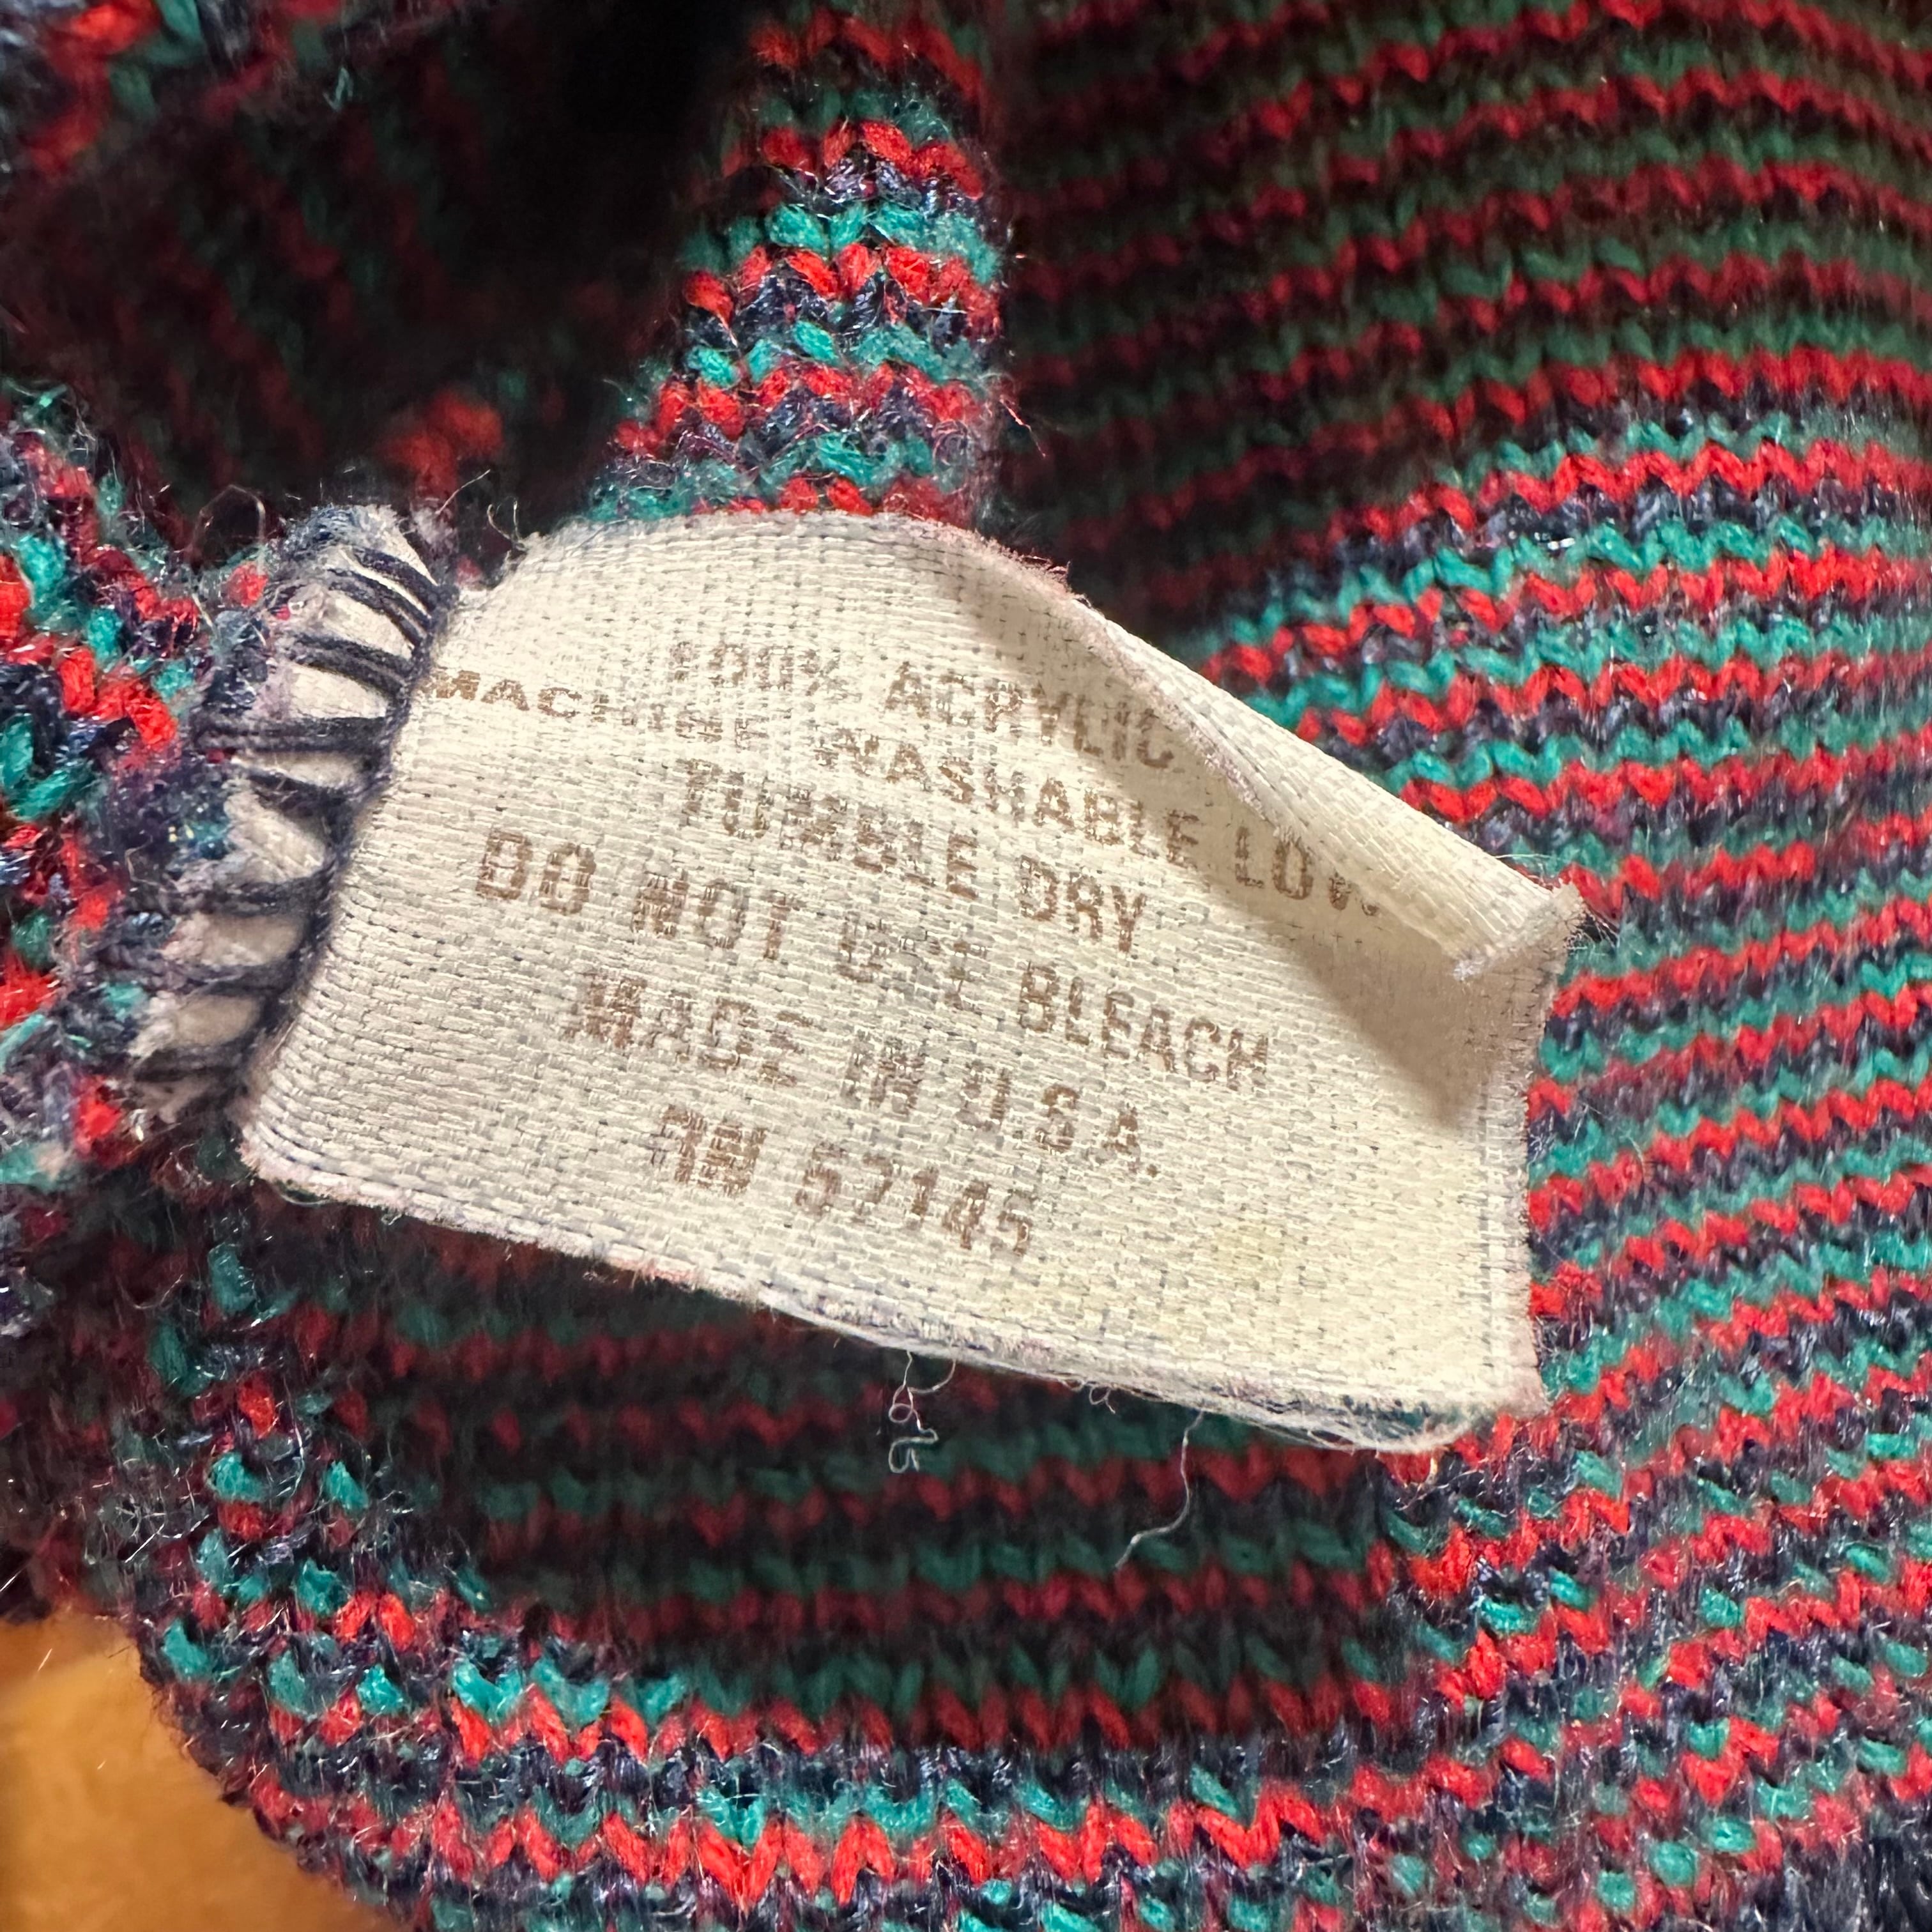 100% ACRYLIC
MACHINE WASHABLE LOW
TUMBLE DRY
DO NOT USE BLEACH
MADE IN U.S.A.
RN 57145